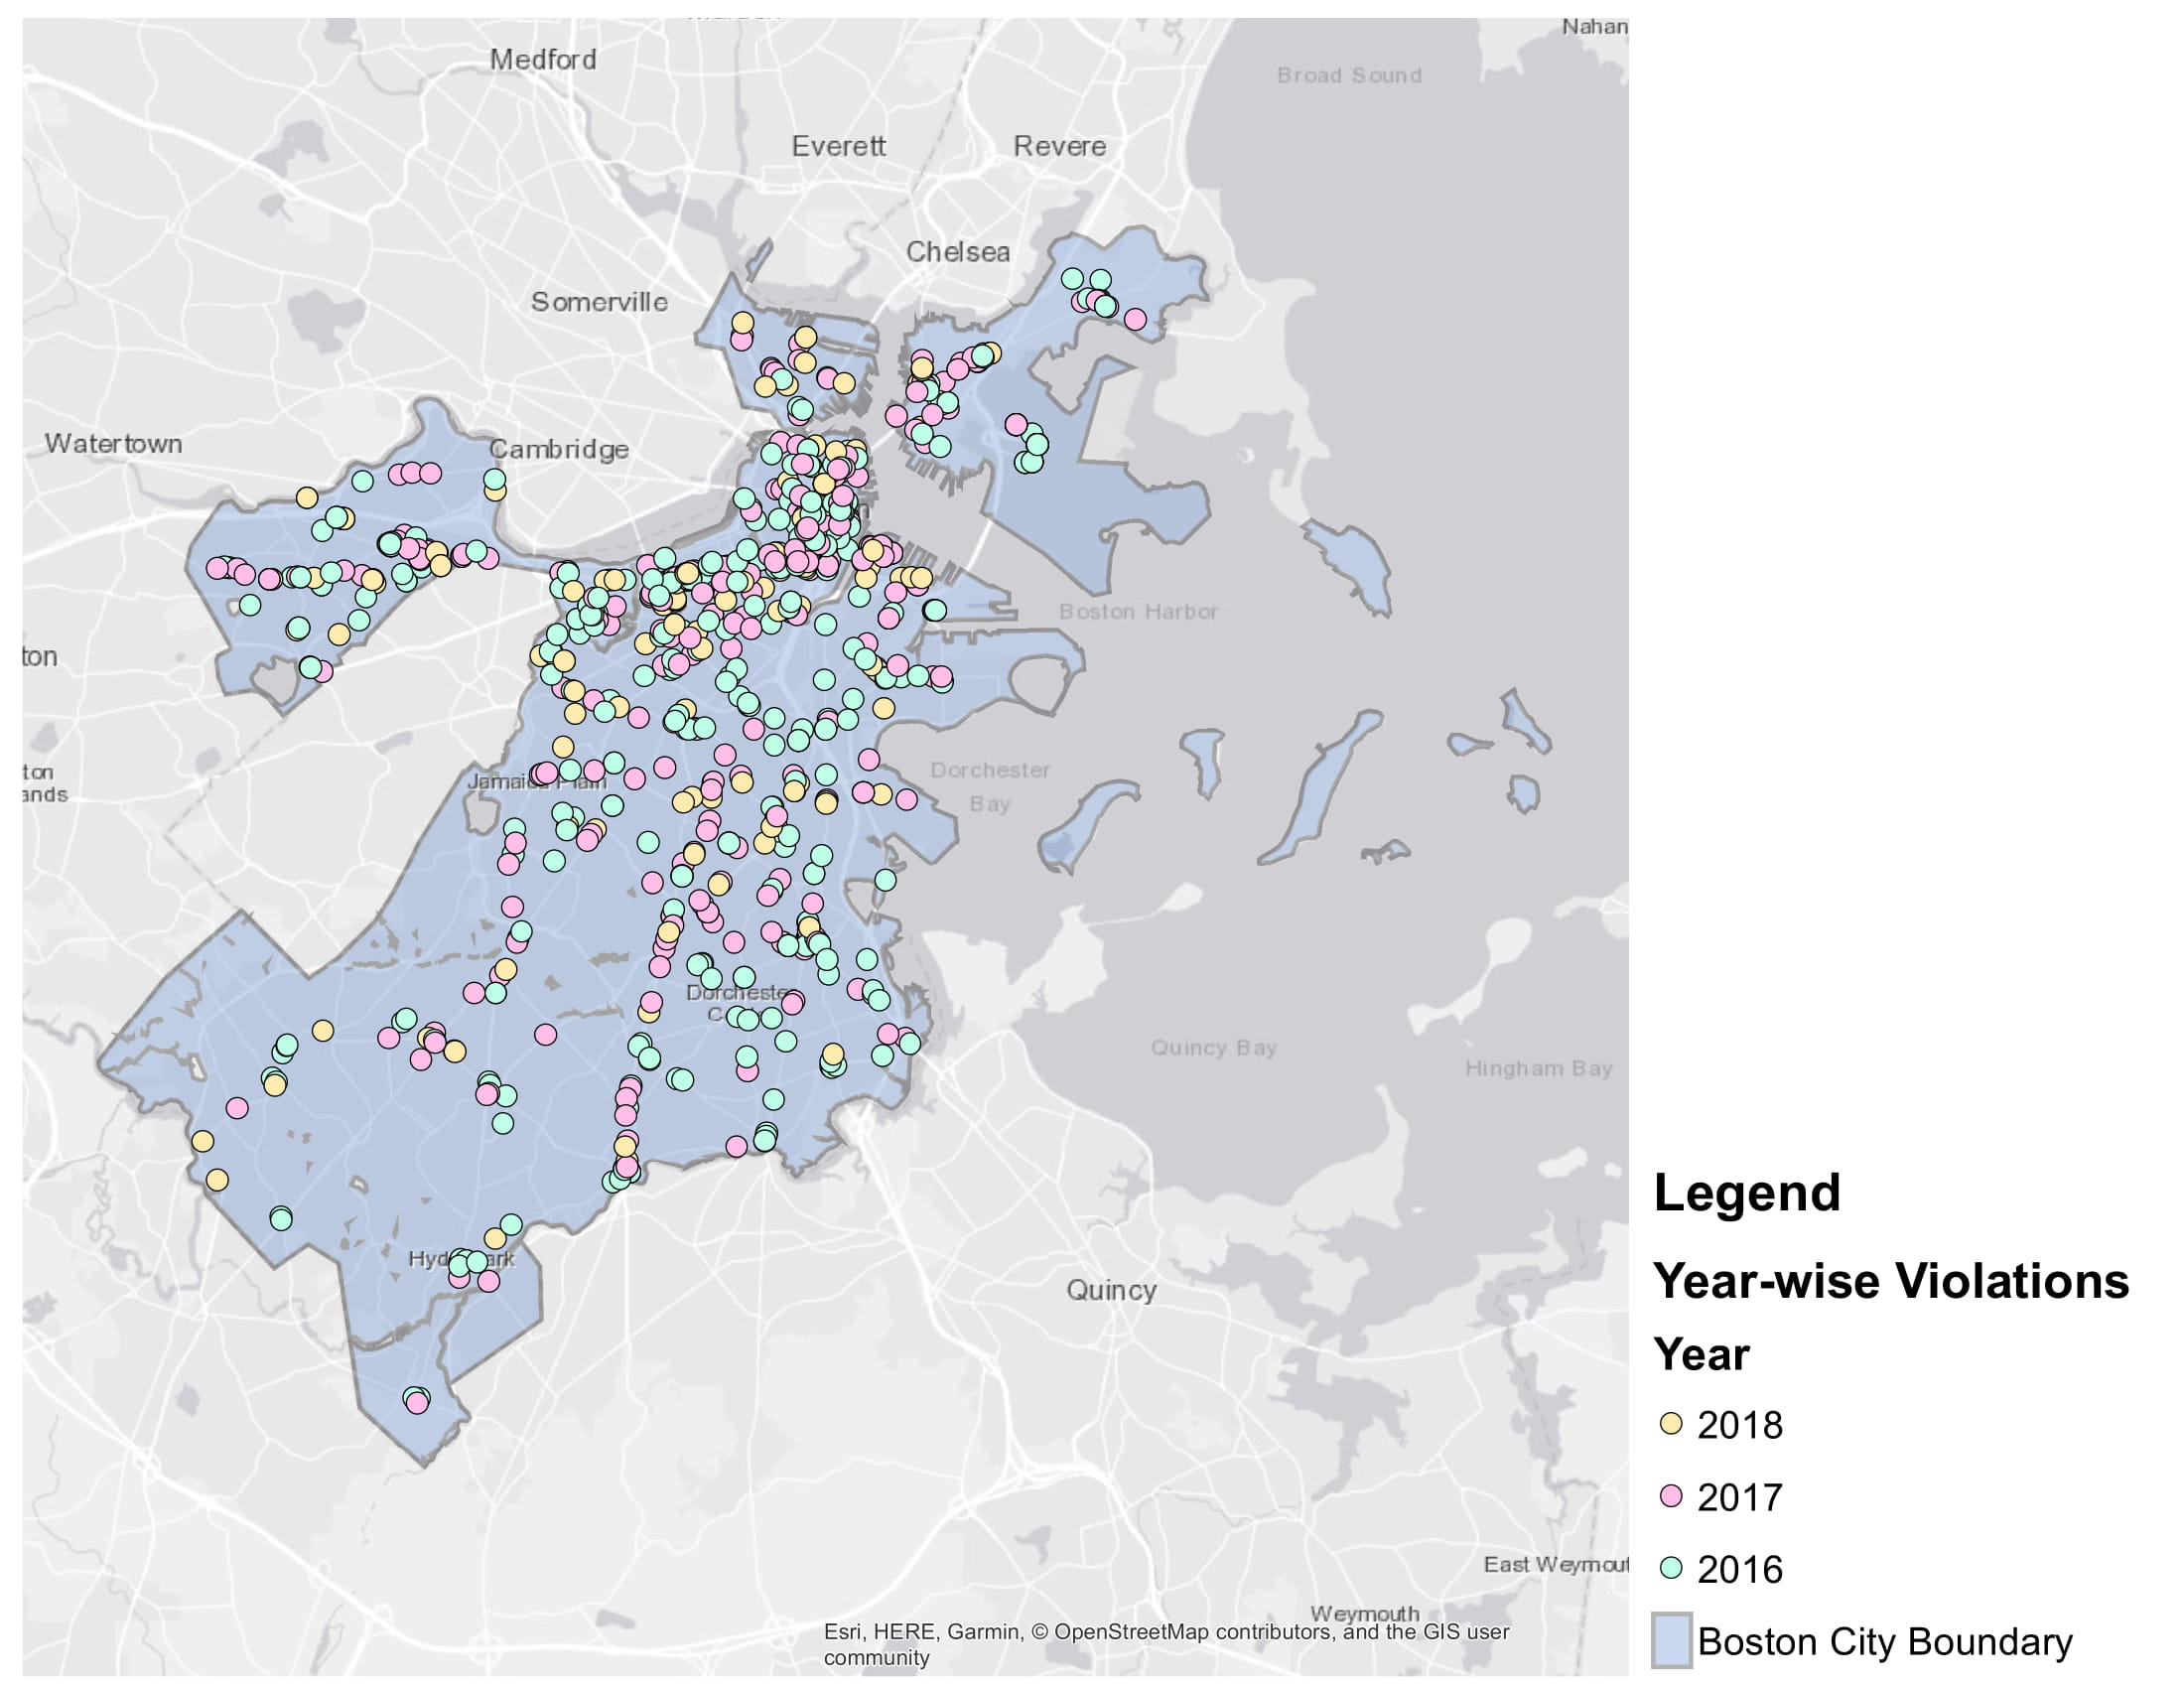 Nahan
Medford
Broad Sound
Everett
Revere
Chelsea
Somerville
Watertown
Cambridge
n
Boston Harbor
ton
ton
ands
Jamaica Plain
Dorchester
Bay
Dorchester
Quincy Bay
Hingham Bay
Hyde Park
Quincy
East Weymout
Weymouth
Esri, HERE, Garmin, © OpenStreetMap contributors, and the GIS user
community
Legend
Year-wise Violations
Year
2018
2017
2016
Boston City Boundary